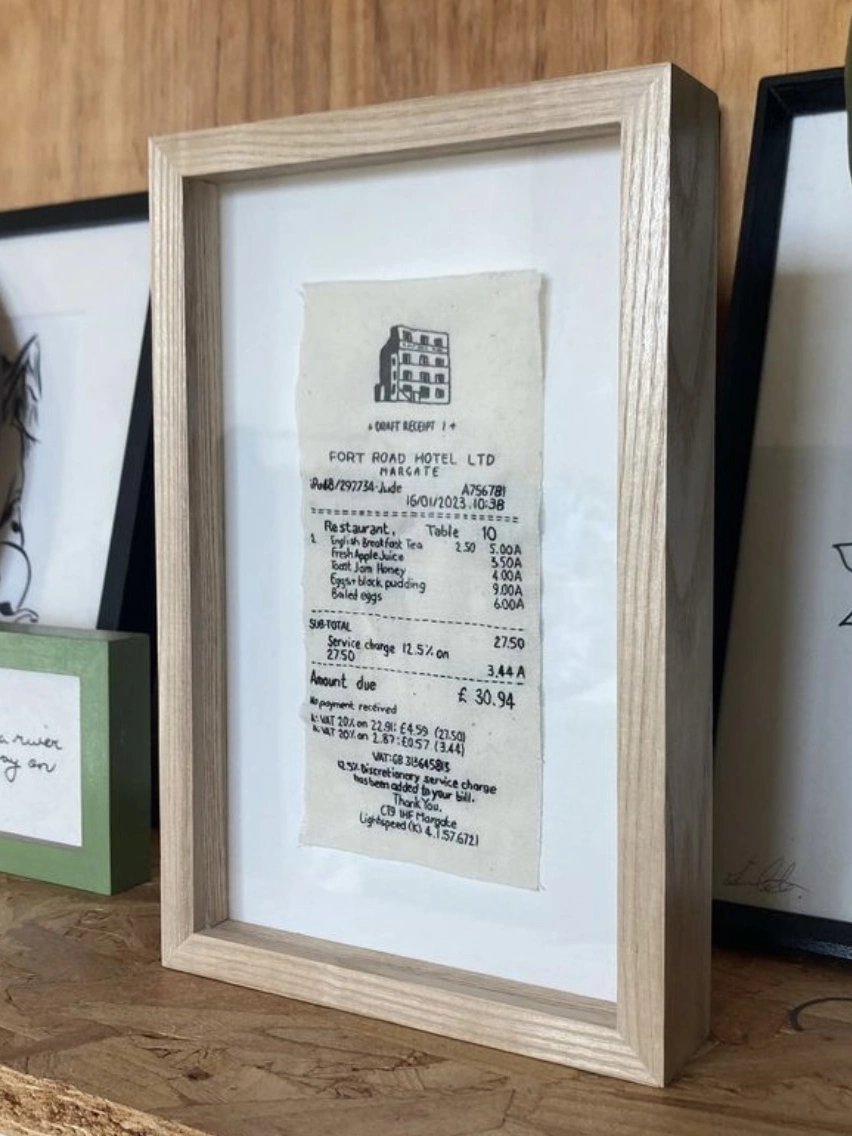 * DRAFT RECEIPT 1 *
FORT ROAD HOTEL LTD
MARGATE
/297734-Jude A756781
16/01/2023 10:38
Restaurant. Table 10
1 English Breakfast Tea 2.50 5.00A
Fresh Apple Juice 3.50A
Toast Jam Honey 4.00A
Eggs + black pudding 9.00A
Boiled eggs 6.00A
SUB-TOTAL 27.50
Service charge 12.5% on
27.50 3.44 A
Amount due £ 30.94
No payment received
A: VAT 20% on 22.91: £4.59 (27.50)
A: VAT 20% on 2.87: £0.57 (3.44)
VAT:GB 313645813
12.5% Discretionary service charge
has been added to your bill.
Thank You.
CT9 1HF Margate
Lightspeed (K) 4.1.57.6721
a river
on